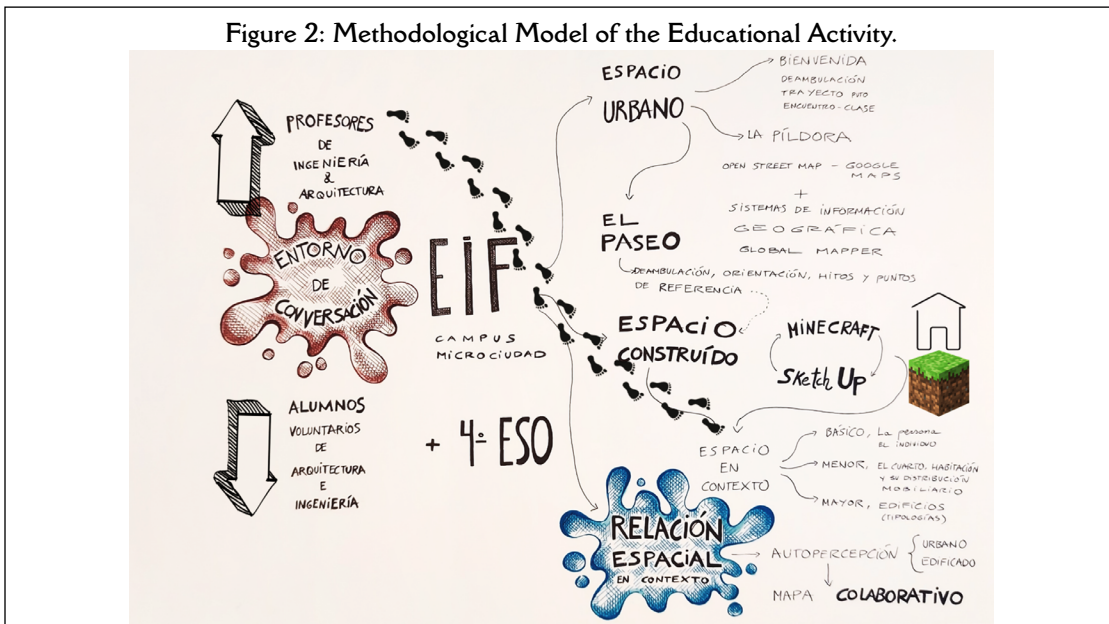 Figure 2: Methodological Model of the Educational Activity.
PROFESORES
DE
INGENIERÍA
&
ARQUITECTURA
ENTORNO
DE
CONVERSACIÓN
ALUMNOS
VOLUNTARIOS
DE
ARQUITECTURA
E
INGENIERÍA
EIF
CAMPUS
MICROCIUDAD
+ 4º ESO
ESPACIO
URBANO
BIENVENIDA
DEAMBULACIÓN
TRAYECTO PUTO
ENCUENTRO-CLASE
LA PÍLDORA
OPEN STREET MAP - GOOGLE
MAPS
+
SISTEMAS DE INFORMACIÓN
GEOGRÁFICA
GLOBAL MAPPER
EL
PASEO
DEAMBULACIÓN, ORIENTACIÓN, HITOS Y PUNTOS
DE REFERENCIA
ESPACIO
CONSTRUÍDO
MINECRAFT
Sketch Up
ESPACIO
EN
CONTEXTO
BÁSICO, La persona
EL INDIVIDUO
MENOR, EL CUARTO, HABITACIÓN
Y SU DISTRIBUCIÓN
MOBILIARIO
MAYOR, EDIFICIOS
(TIPOLOGÍAS)
RELACIÓN
ESPACIAL
EN CONTEXTO
AUTOPERCEPCIÓN
URBANO
EDIFICADO
MAPA COLABORATIVO